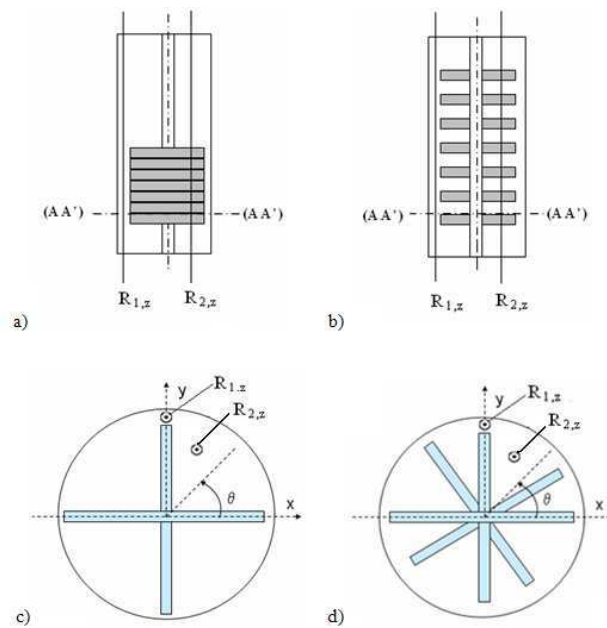 (AA') (AA')
R1,z R2,z
a)
(AA') (AA')
R1,z R2,z
b)
y R1.z
R2,z
θ
x
c)
y R1,z
R2,z
θ
x
d)